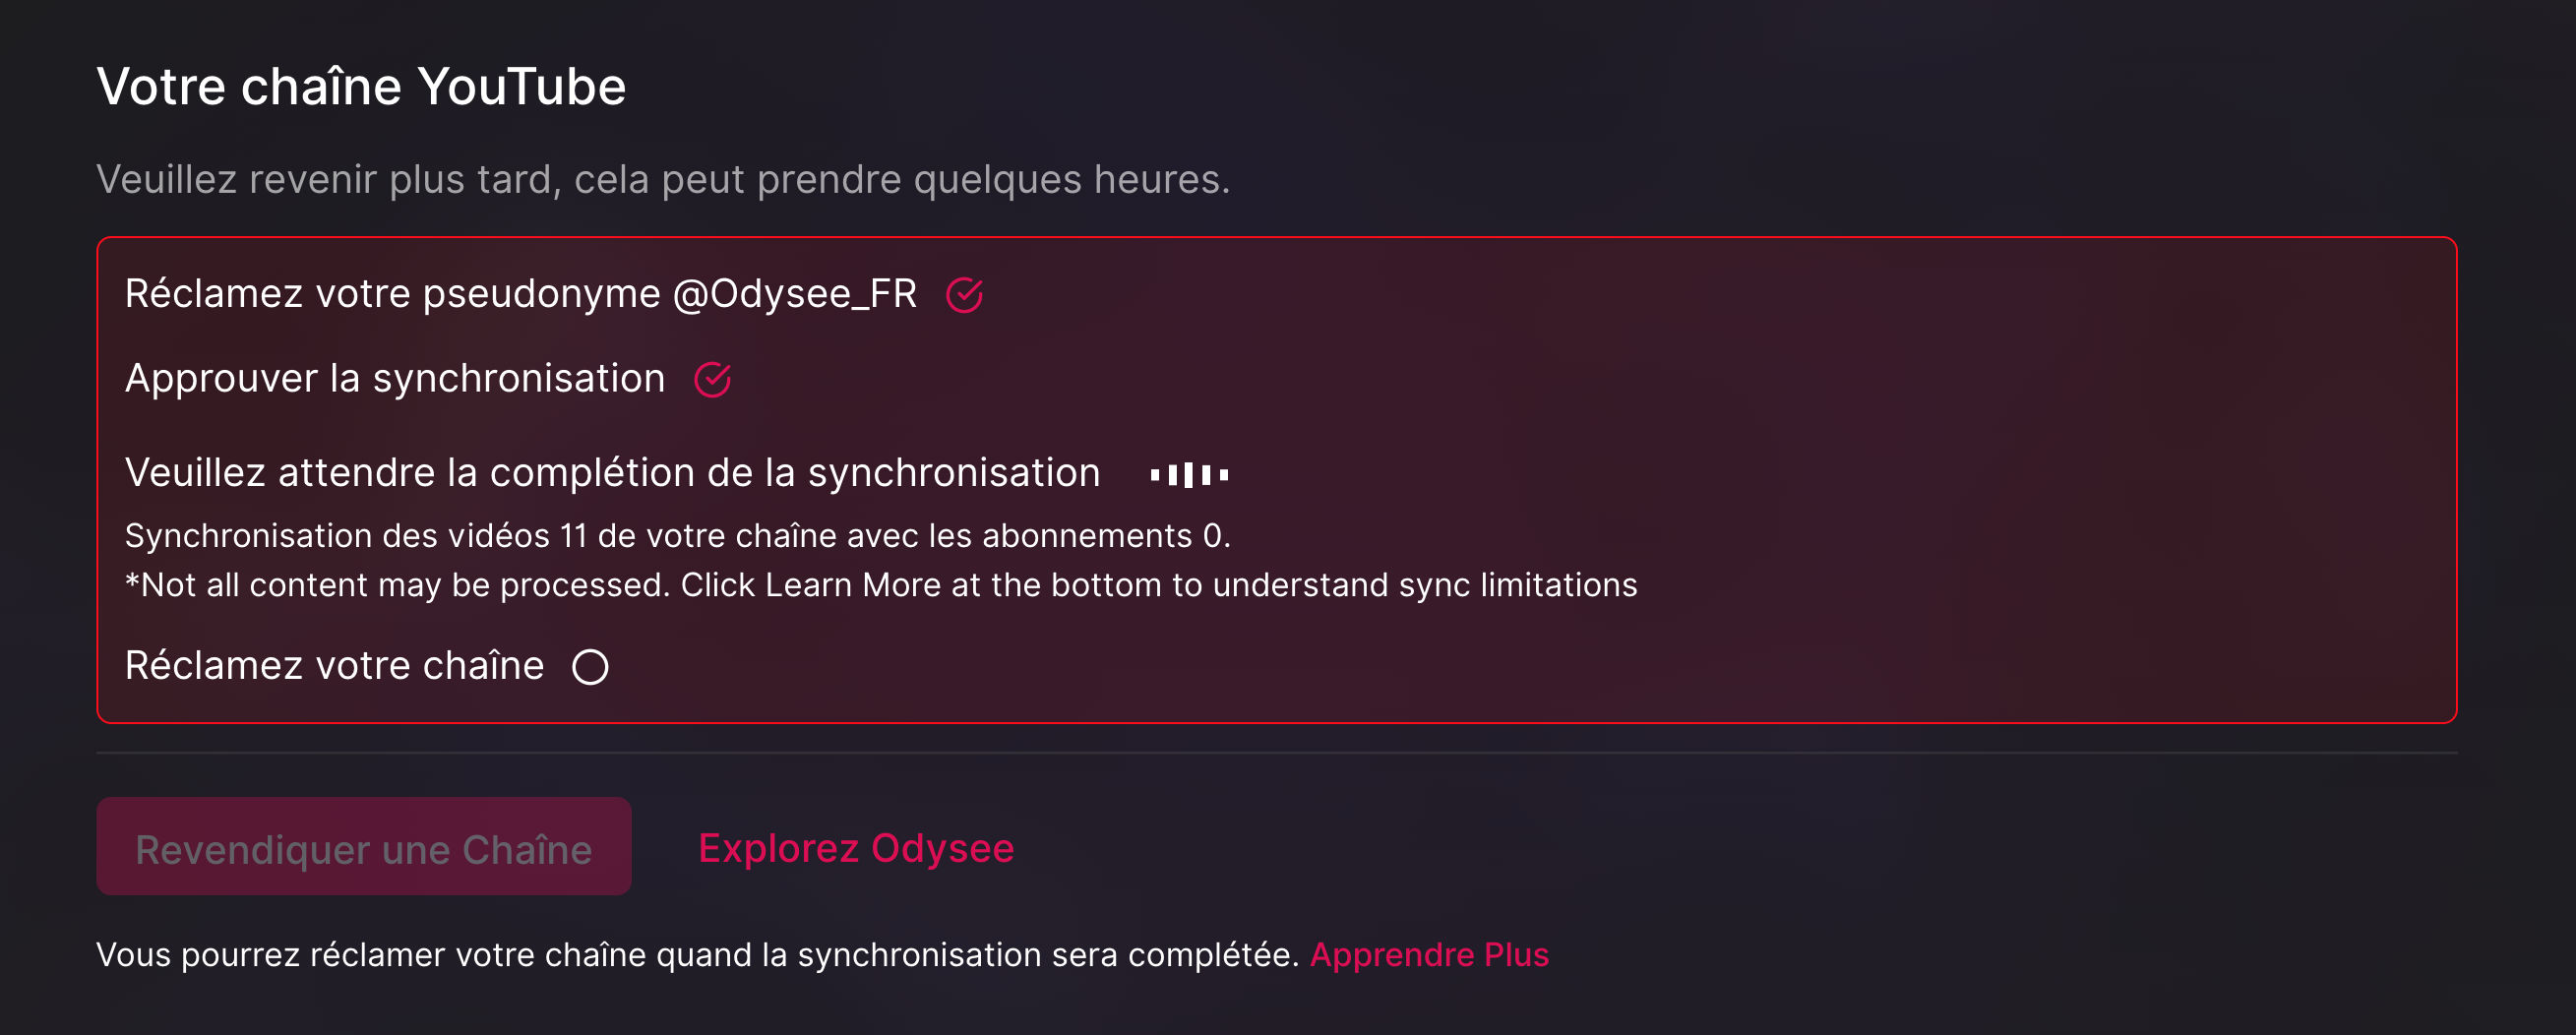 Votre chaîne YouTube
Veuillez revenir plus tard, cela peut prendre quelques heures.
Réclamez votre pseudonyme @Odysee_FR
Approuver la synchronisation
Veuillez attendre la complétion de la synchronisation
Synchronisation des vidéos 11 de votre chaîne avec les abonnements 0.
*Not all content may be processed. Click Learn More at the bottom to understand sync limitations
Réclamez votre chaîne
Revendiquer une Chaîne Explorez Odysee
Vous pourrez réclamer votre chaîne quand la synchronisation sera complétée. Apprendre Plus